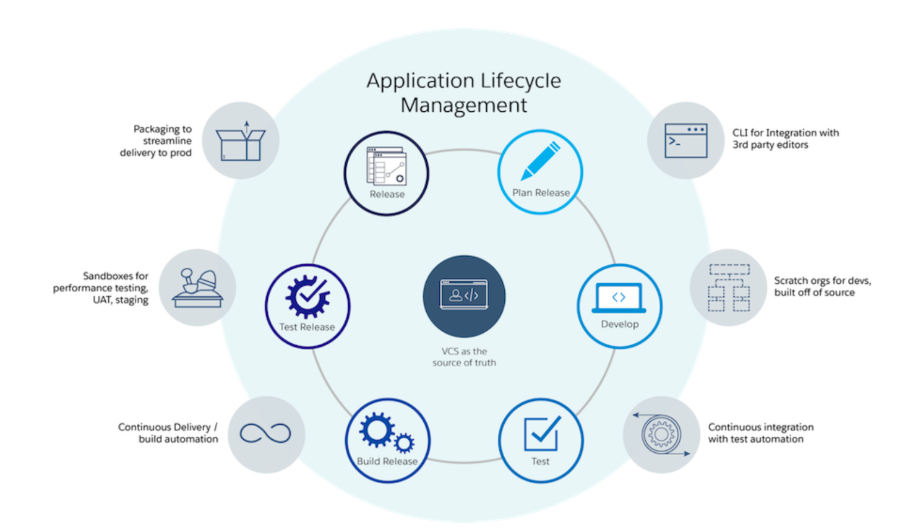 Application Lifecycle
Management
Packaging to
streamline
delivery to prod
Release
Plan Release
CLI for Integration with
3rd party editors
Sandboxes for
performance testing,
UAT, staging
Test Release
VCS as the
source of truth
Develop
Scratch orgs for devs,
built off of source
Continuous Delivery /
build automation
Build Release
Test
Continuous integration
with test automation